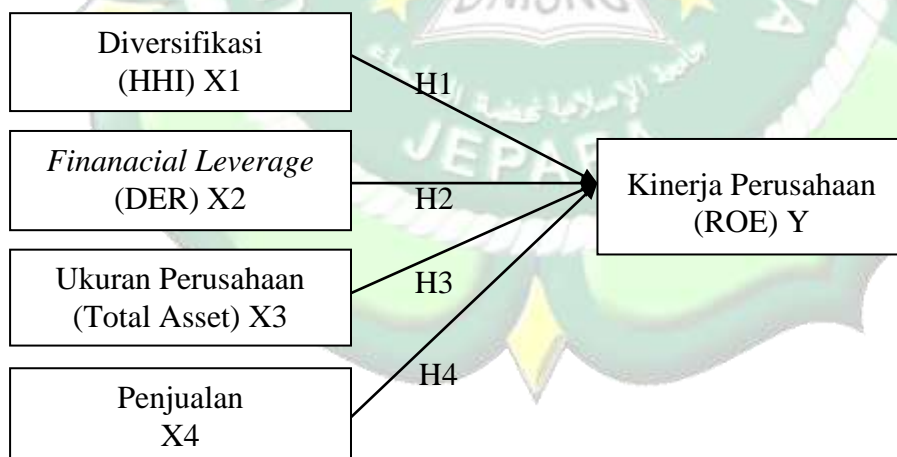 UNISNU
JEPARA
Diversifikasi
(HHI) X1
H1
Finanacial Leverage
(DER) X2
H2
Kinerja Perusahaan
(ROE) Y
Ukuran Perusahaan
(Total Asset) X3
H3
Penjualan
X4
H4